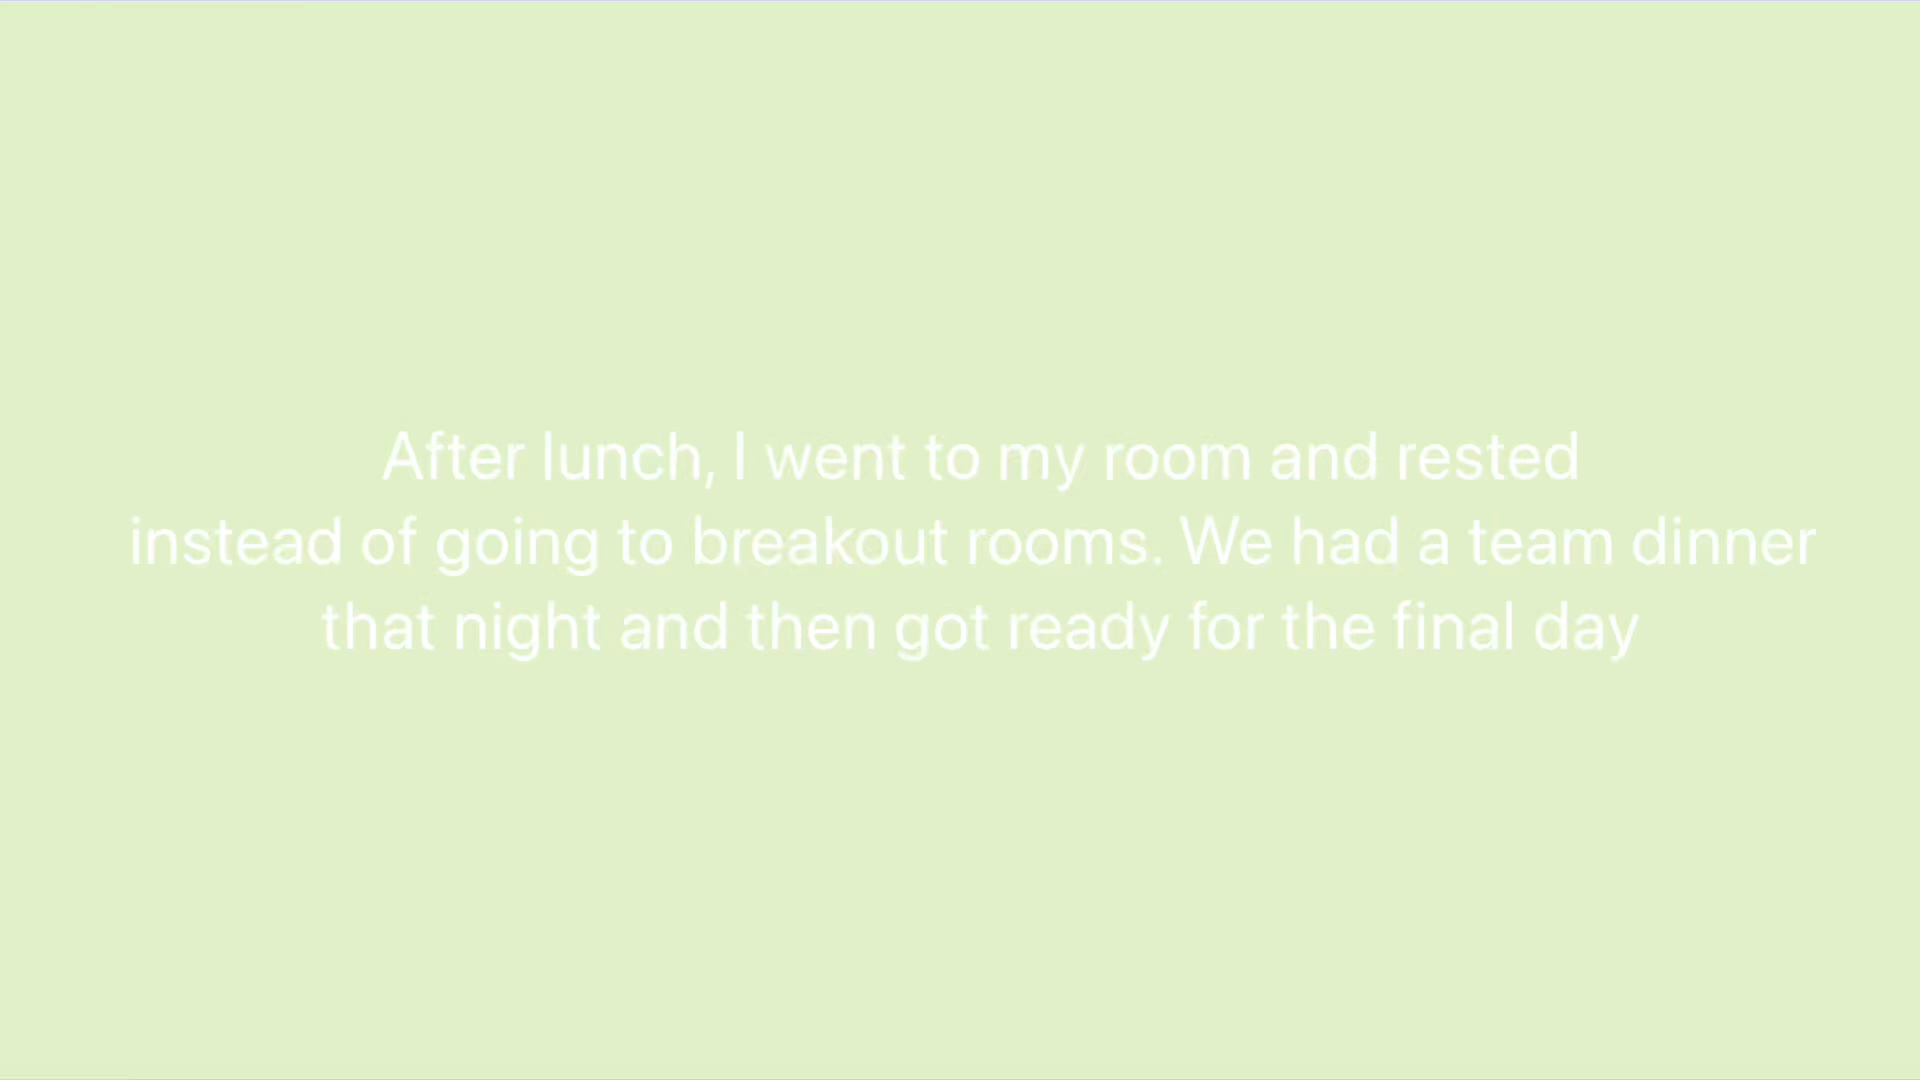 After lunch, I went to my room and rested
instead of going to breakout rooms. We had a team dinner
that night and then got ready for the final day